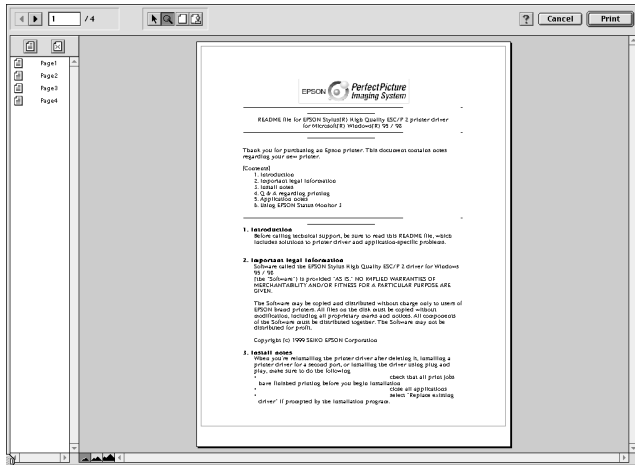 1 / 4
? Cancel Print
Page1
Page2
Page3
Page4
EPSON PerfectPicture
Imaging System
README file for EPSON Stylus(R) High Quality ESC/P 2 printer driver
for Microsoft(R) Windows(R) 95 / 98
Thank you for purchasing an Epson printer. This document contains notes
regarding your new printer.
(Contents)
1. Introduction
2. Important legal information
3. Install notes
4. Q & A regarding printing
5. Application notes
6. Using EPSON Status Monitor 2
1. Introduction
Before calling technical support, be sure to read this README file, which
includes solutions to printer driver and application-specific problems.
2. Important legal information
Software called the EPSON Stylus High Quality ESC/P 2 driver for Windows
95 / 98
(the "Software") is provided "AS IS." NO IMPLIED WARRANTIES OF
MERCHANTABILITY AND/OR FITNESS FOR A PARTICULAR PURPOSE ARE
GIVEN.
The Software may be copied and distributed without charge only to users of
EPSON brand printers. All files on the disk must be copied without
modification, including all proprietary marks and notices. All components
of the Software must be distributed together. The Software may not be
distributed for profit.
Copyright (c) 1999 SEIKO EPSON Corporation
3. Install notes
When you're reinstalling the printer driver after deleting it, installing a
printer driver for a second port, or installing the driver using plug and
play, make sure to do the following
• check that all print jobs
have finished printing before you begin installation
• close all applications
• select "Replace existing
driver" if prompted by the installation program.